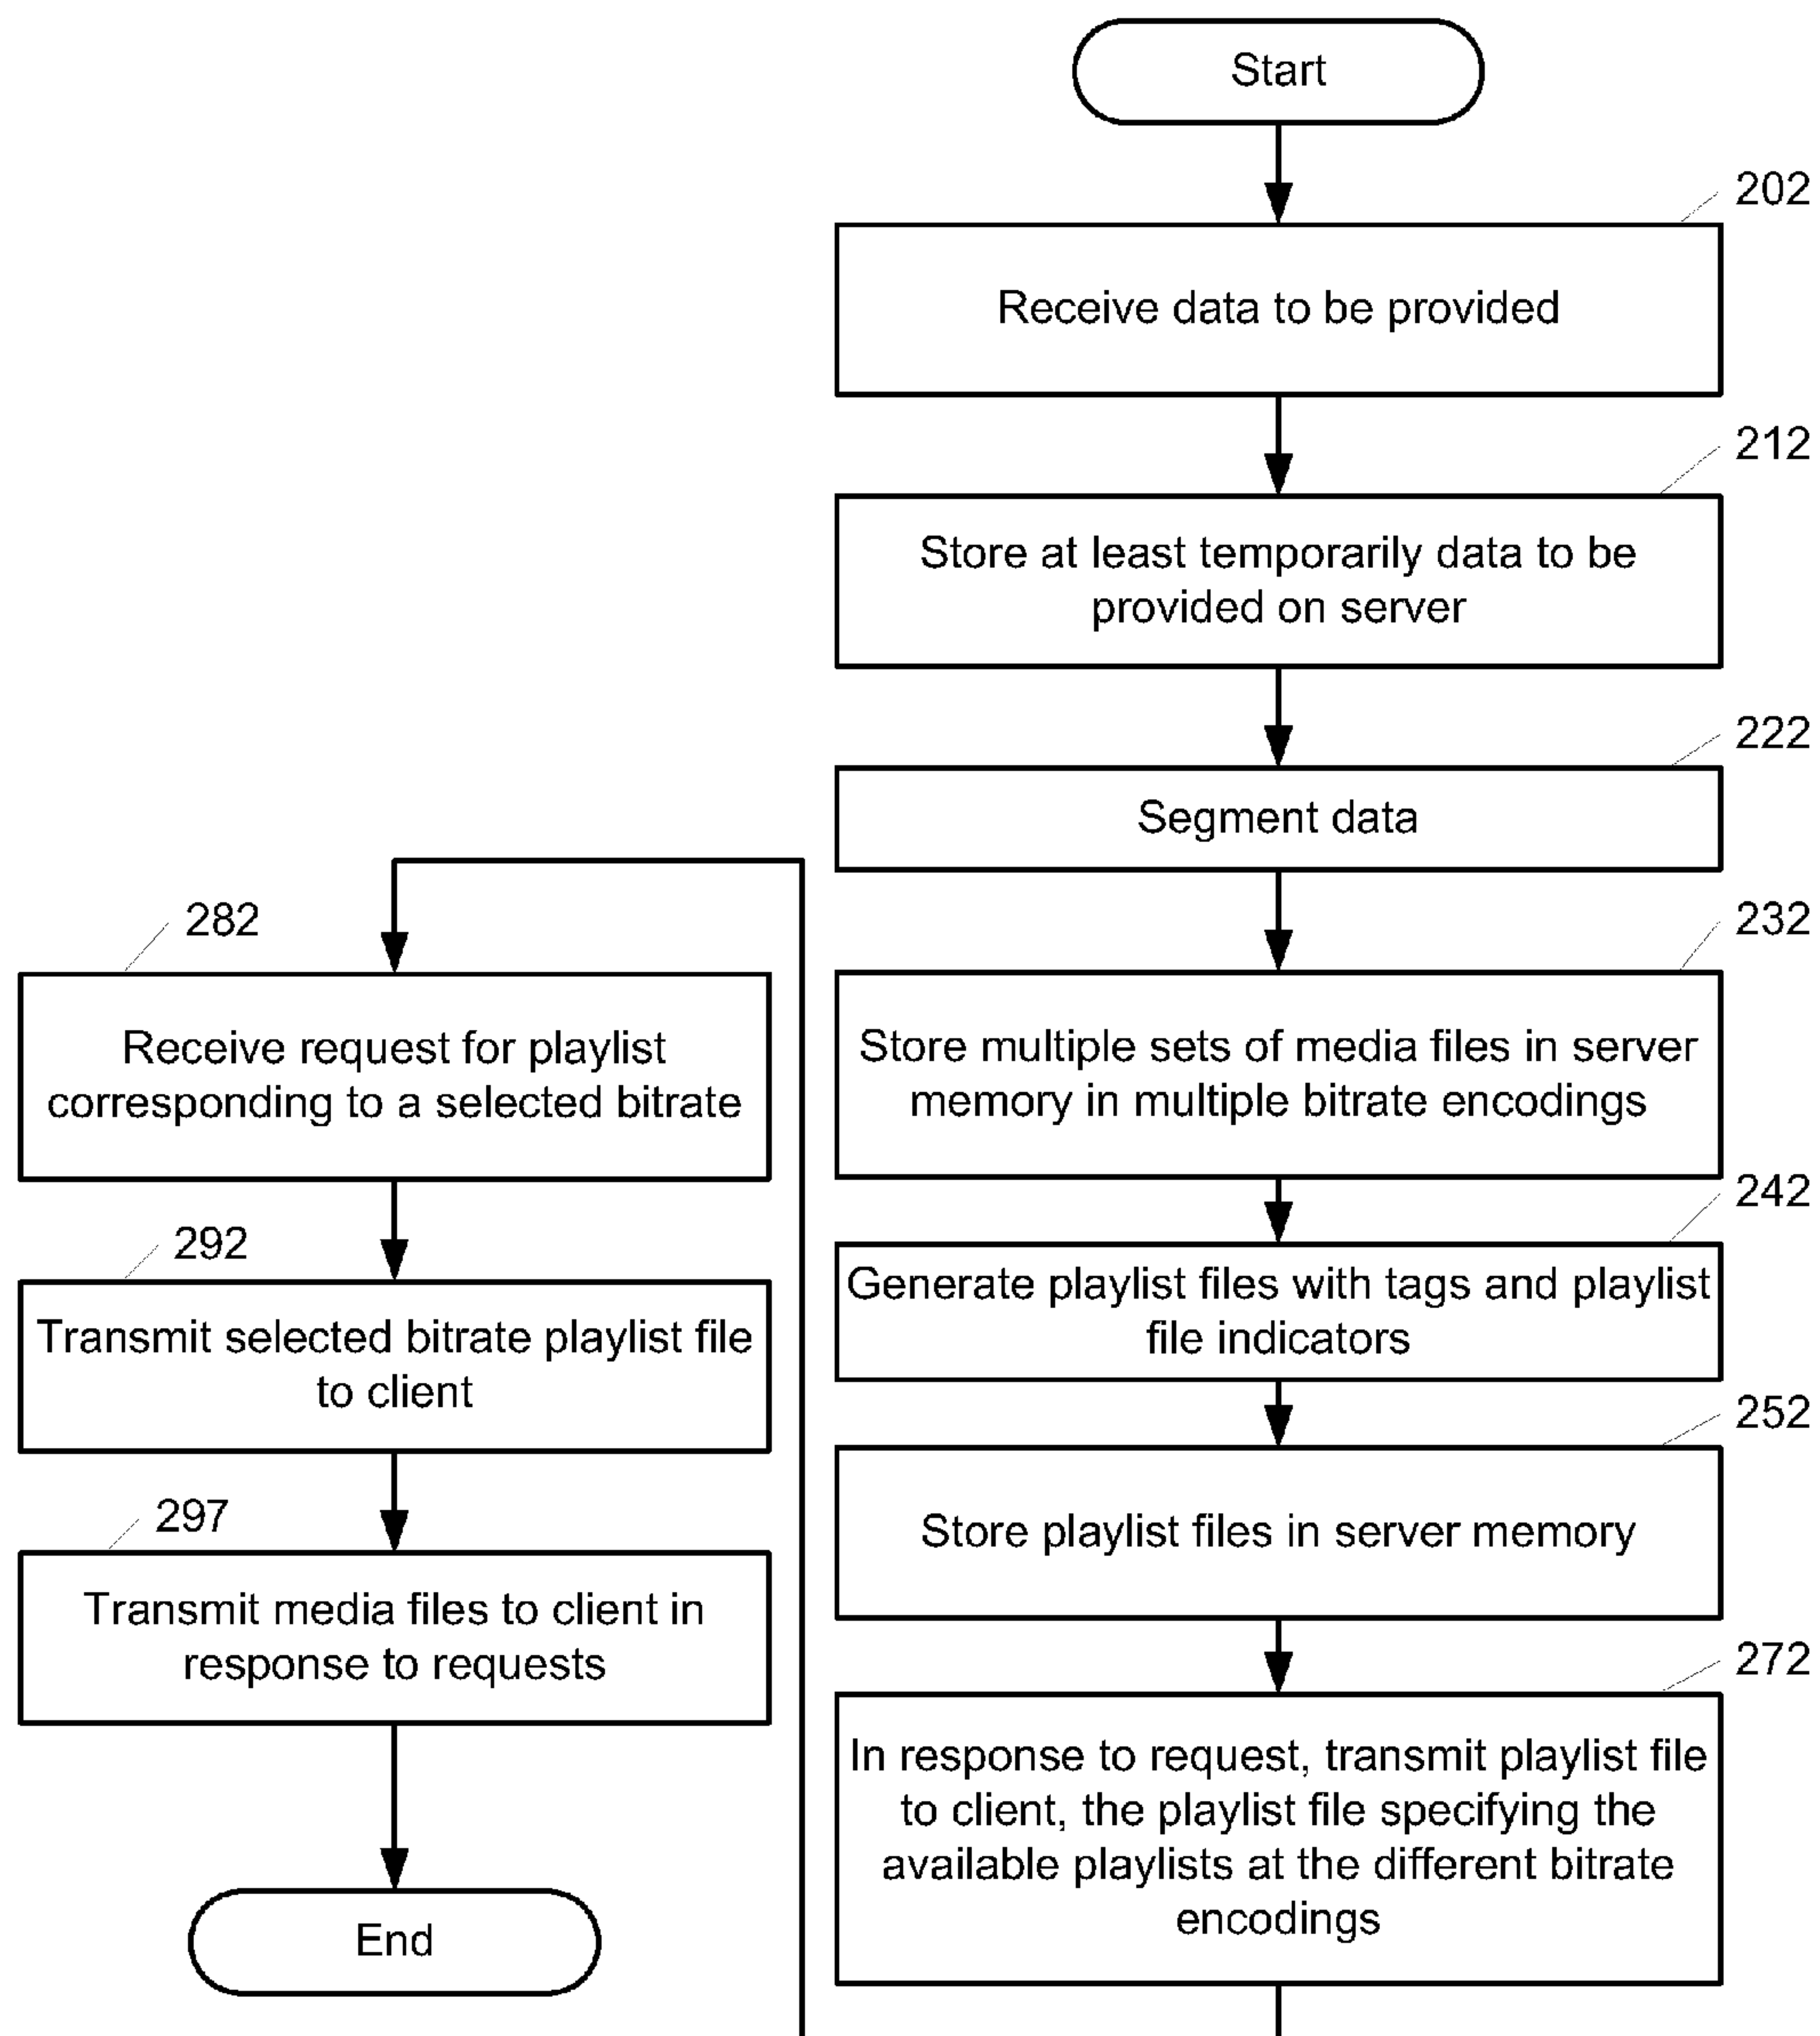 Start
202
Receive data to be provided
212
Store at least temporarily data to be
provided on server
222
Segment data
232
Store multiple sets of media files in server
memory in multiple bitrate encodings
242
Generate playlist files with tags and playlist
file indicators
252
Store playlist files in server memory
272
In response to request, transmit playlist file
to client, the playlist file specifying the
available playlists at the different bitrate
encodings
282
Receive request for playlist
corresponding to a selected bitrate
292
Transmit selected bitrate playlist file
to client
297
Transmit media files to client in
response to requests
End